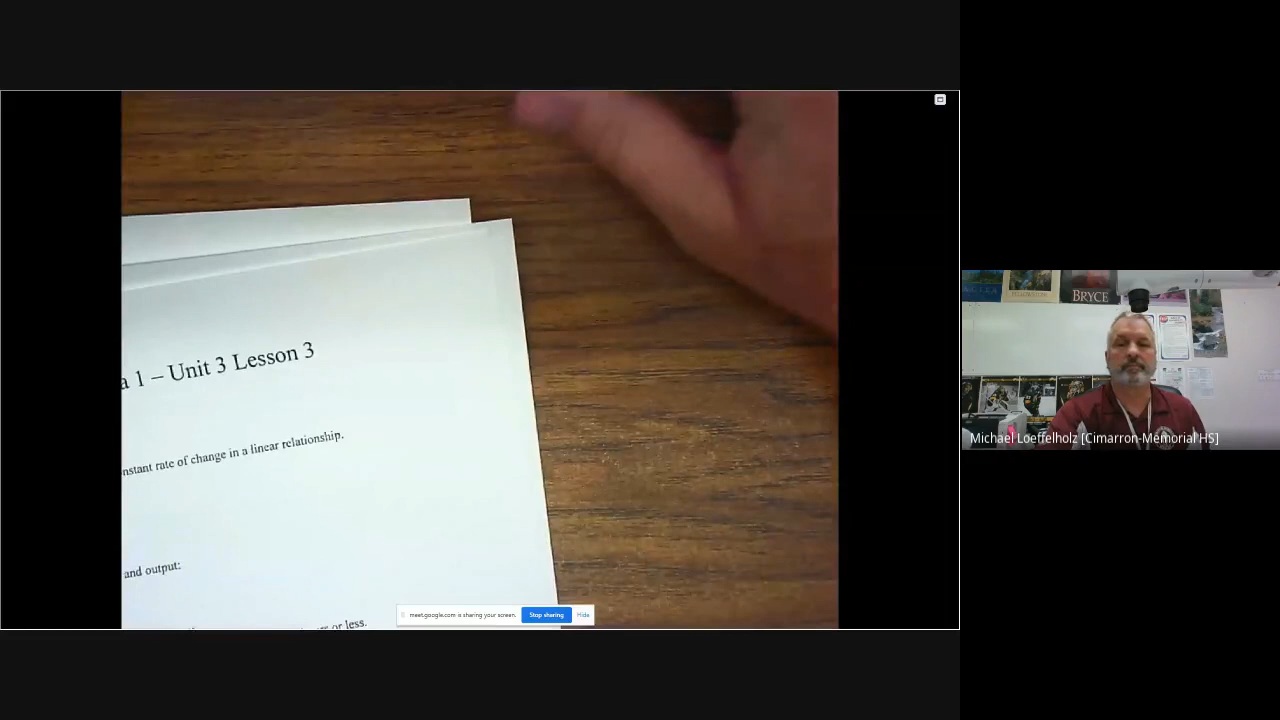 a 1 – Unit 3 Lesson 3
nstant rate of change in a linear relationship.
and output:
or less.
meet.google.com is sharing your screen.
Stop sharing
Hide
YELLOWSTONE
BRYCE
Michael Loeffelholz [Cimarron-Memorial HS]